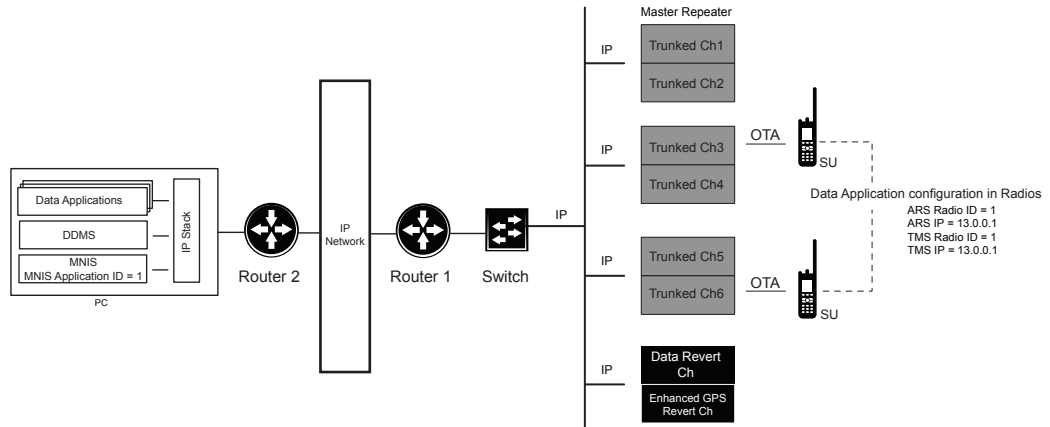 Master Repeater
IP
Trunked Ch1
Trunked Ch2
IP
Trunked Ch3
Trunked Ch4
OTA
SU
Data Application configuration in Radios
ARS Radio ID = 1
ARS IP = 13.0.0.1
TMS Radio ID = 1
TMS IP = 13.0.0.1
Data Applications
DDMS
MNIS
MNIS Application ID = 1
IP Stack
PC
Router 2
IP
Network
Router 1
Switch
IP
IP
Trunked Ch5
Trunked Ch6
OTA
SU
IP
Data Revert
Ch
Enhanced GPS
Revert Ch